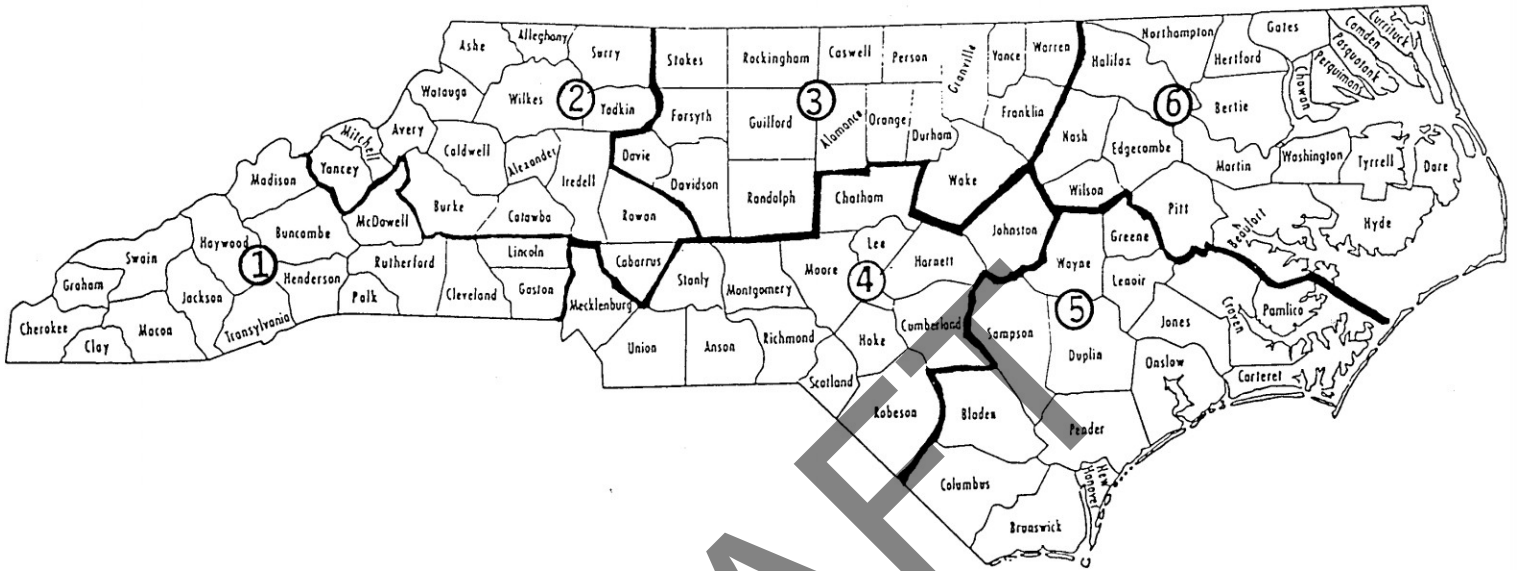 Ashe
Alleghany
Surry
Stokes
Rockingham
Caswell
Person
Granville
Vance
Warren
Northampton
Gates
Camden
Currituck
Pasquotank
Perquimans
Chowan
Halifax
Hertford
Watauga
Wilkes
2
Yadkin
Forsyth
Guilford
3
Alamance
Orange
Durham
Franklin
Nash
6
Bertie
Mitchell
Avery
Caldwell
Alexander
Iredell
Davie
Davidson
Randolph
Chatham
Wake
Edgecombe
Wilson
Martin
Washington
Tyrrell
Dare
Madison
Yancey
Burke
Catawba
Rowan
Johnston
Greene
Pitt
Beaufort
Hyde
Swain
Haywood
Buncombe
McDowell
1
Rutherford
Lincoln
Cabarrus
Stanly
Montgomery
Moore
Lee
4
Harnett
Wayne
Lenoir
Graham
Jackson
Henderson
Polk
Cleveland
Gaston
Mecklenburg
Cherokee
Clay
Macon
Transylvania
Union
Anson
Richmond
Scotland
Hoke
Cumberland
Sampson
5
Duplin
Jones
Craven
Pamlico
Onslow
Carteret
Robeson
Bladen
Pender
Columbus
New
Hanover
Brunswick
AFT